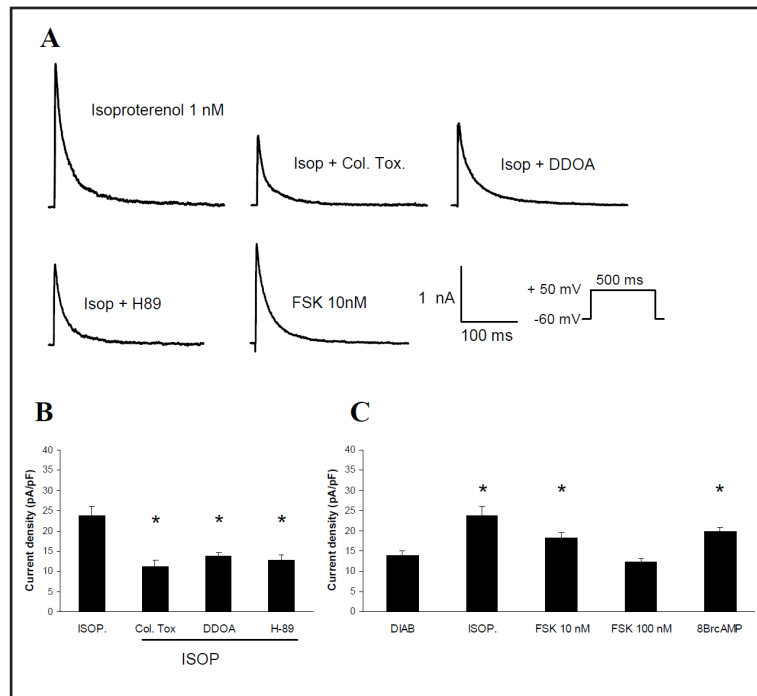 A
Isoproterenol 1 nM
Isop + Col. Tox.
Isop + DDOA
Isop + H89
FSK 10nM
1 nA
100 ms
+ 50 mV
500 ms
-60 mV
B
Current density (pA/pF)
40
35
30
25
20
15
10
5
0
*
*
*
ISOP.
Col. Tox
DDOA
H-89
ISOP
C
Current density (pA/pF)
40
35
30
25
20
15
10
5
0
*
*
*
DIAB
ISOP.
FSK 10 nM
FSK 100 nM
8BrcAMP